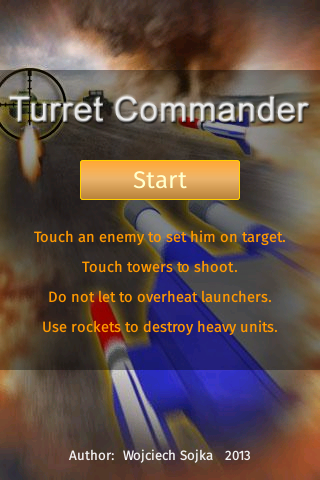 Turret Commander
Start
Touch an enemy to set him on target.
Touch towers to shoot.
Do not let to overheat launchers.
Use rockets to destroy heavy units.
Author: Wojciech Sojka 2013